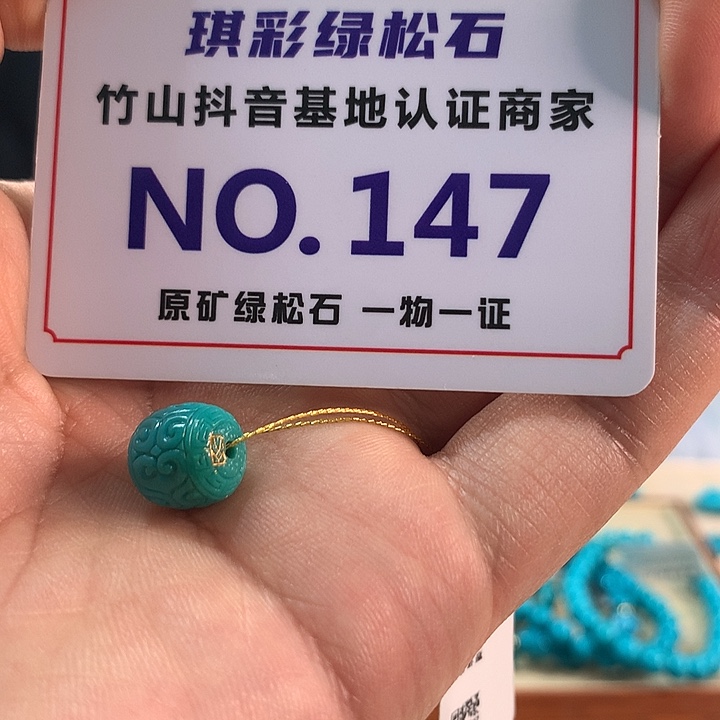 琪彩绿松石
竹山抖音基地认证商家
NO.147
原矿绿松石 一物一证